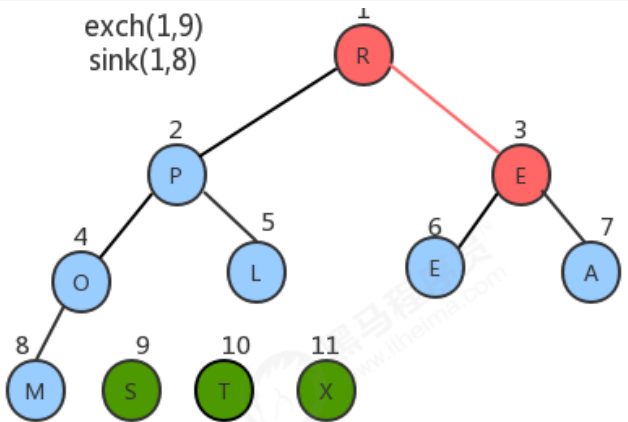 exch(1,9)
sink(1,8)
1
R
2
3
P
E
4
5
6
7
O
L
E
A
8
9
10
11
M
S
T
X
黑马程序员
www.itheima.com